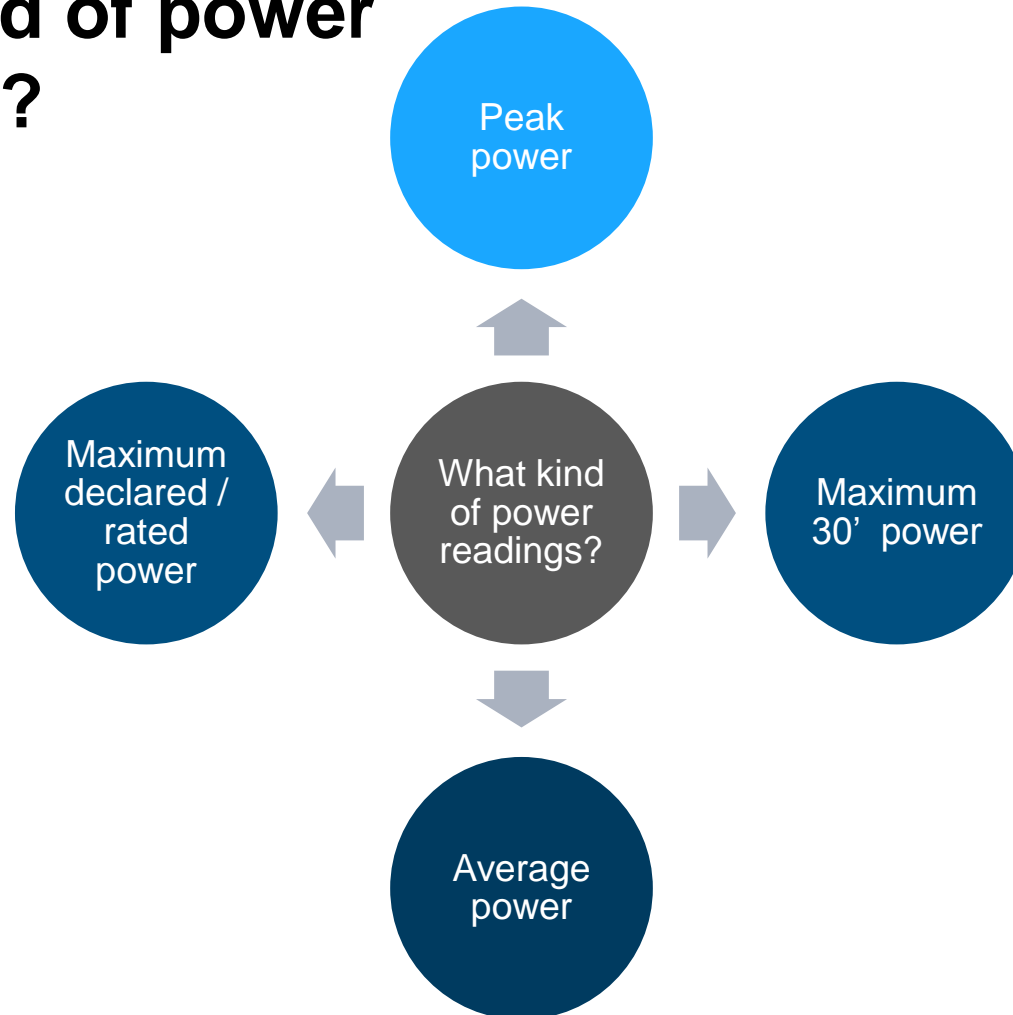 d of power
?
Peak
power
Maximum
declared /
rated
power
What kind
of power
readings?
Maximum
30’ power
Average
power